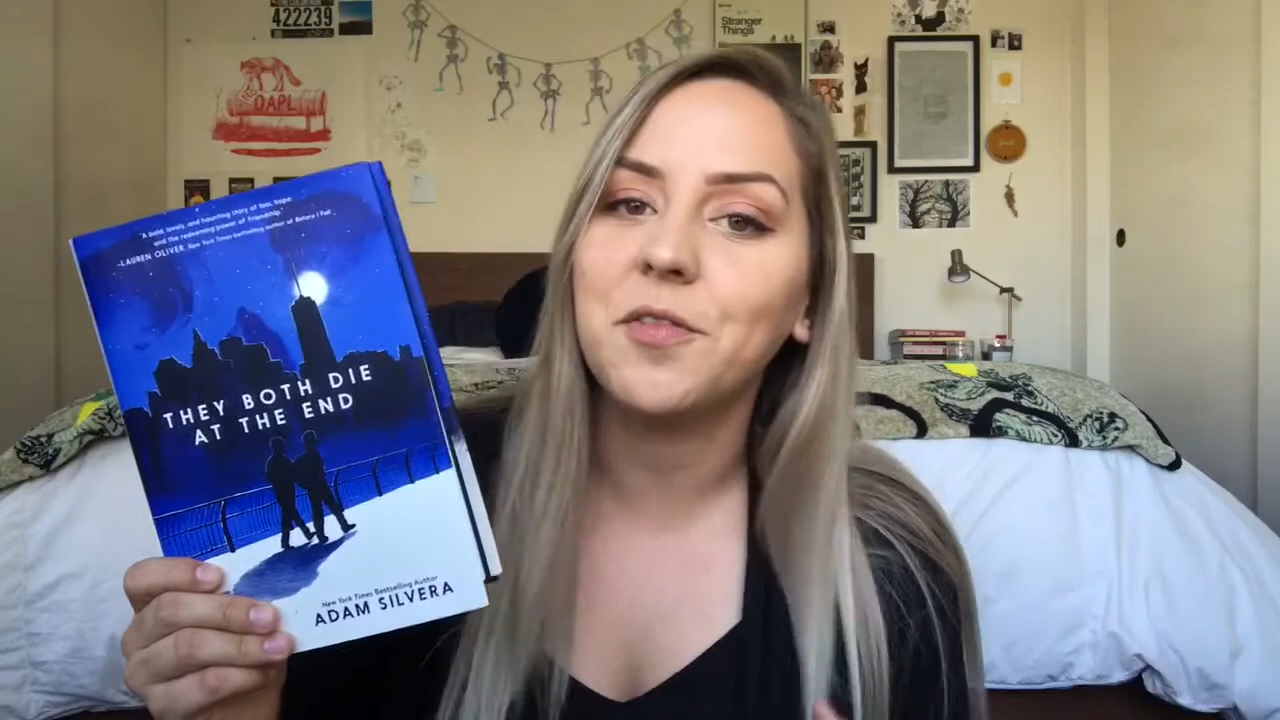 422239
Stranger
Things
DAPL
"A bold, lovely, and haunting story of loss, hope
and the redeeming power of friendship."
–LAUREN OLIVER, New York Times bestselling author of Before I Fall
THEY BOTH DIE
AT THE END
New York Times Bestselling Author
ADAM SILVERA